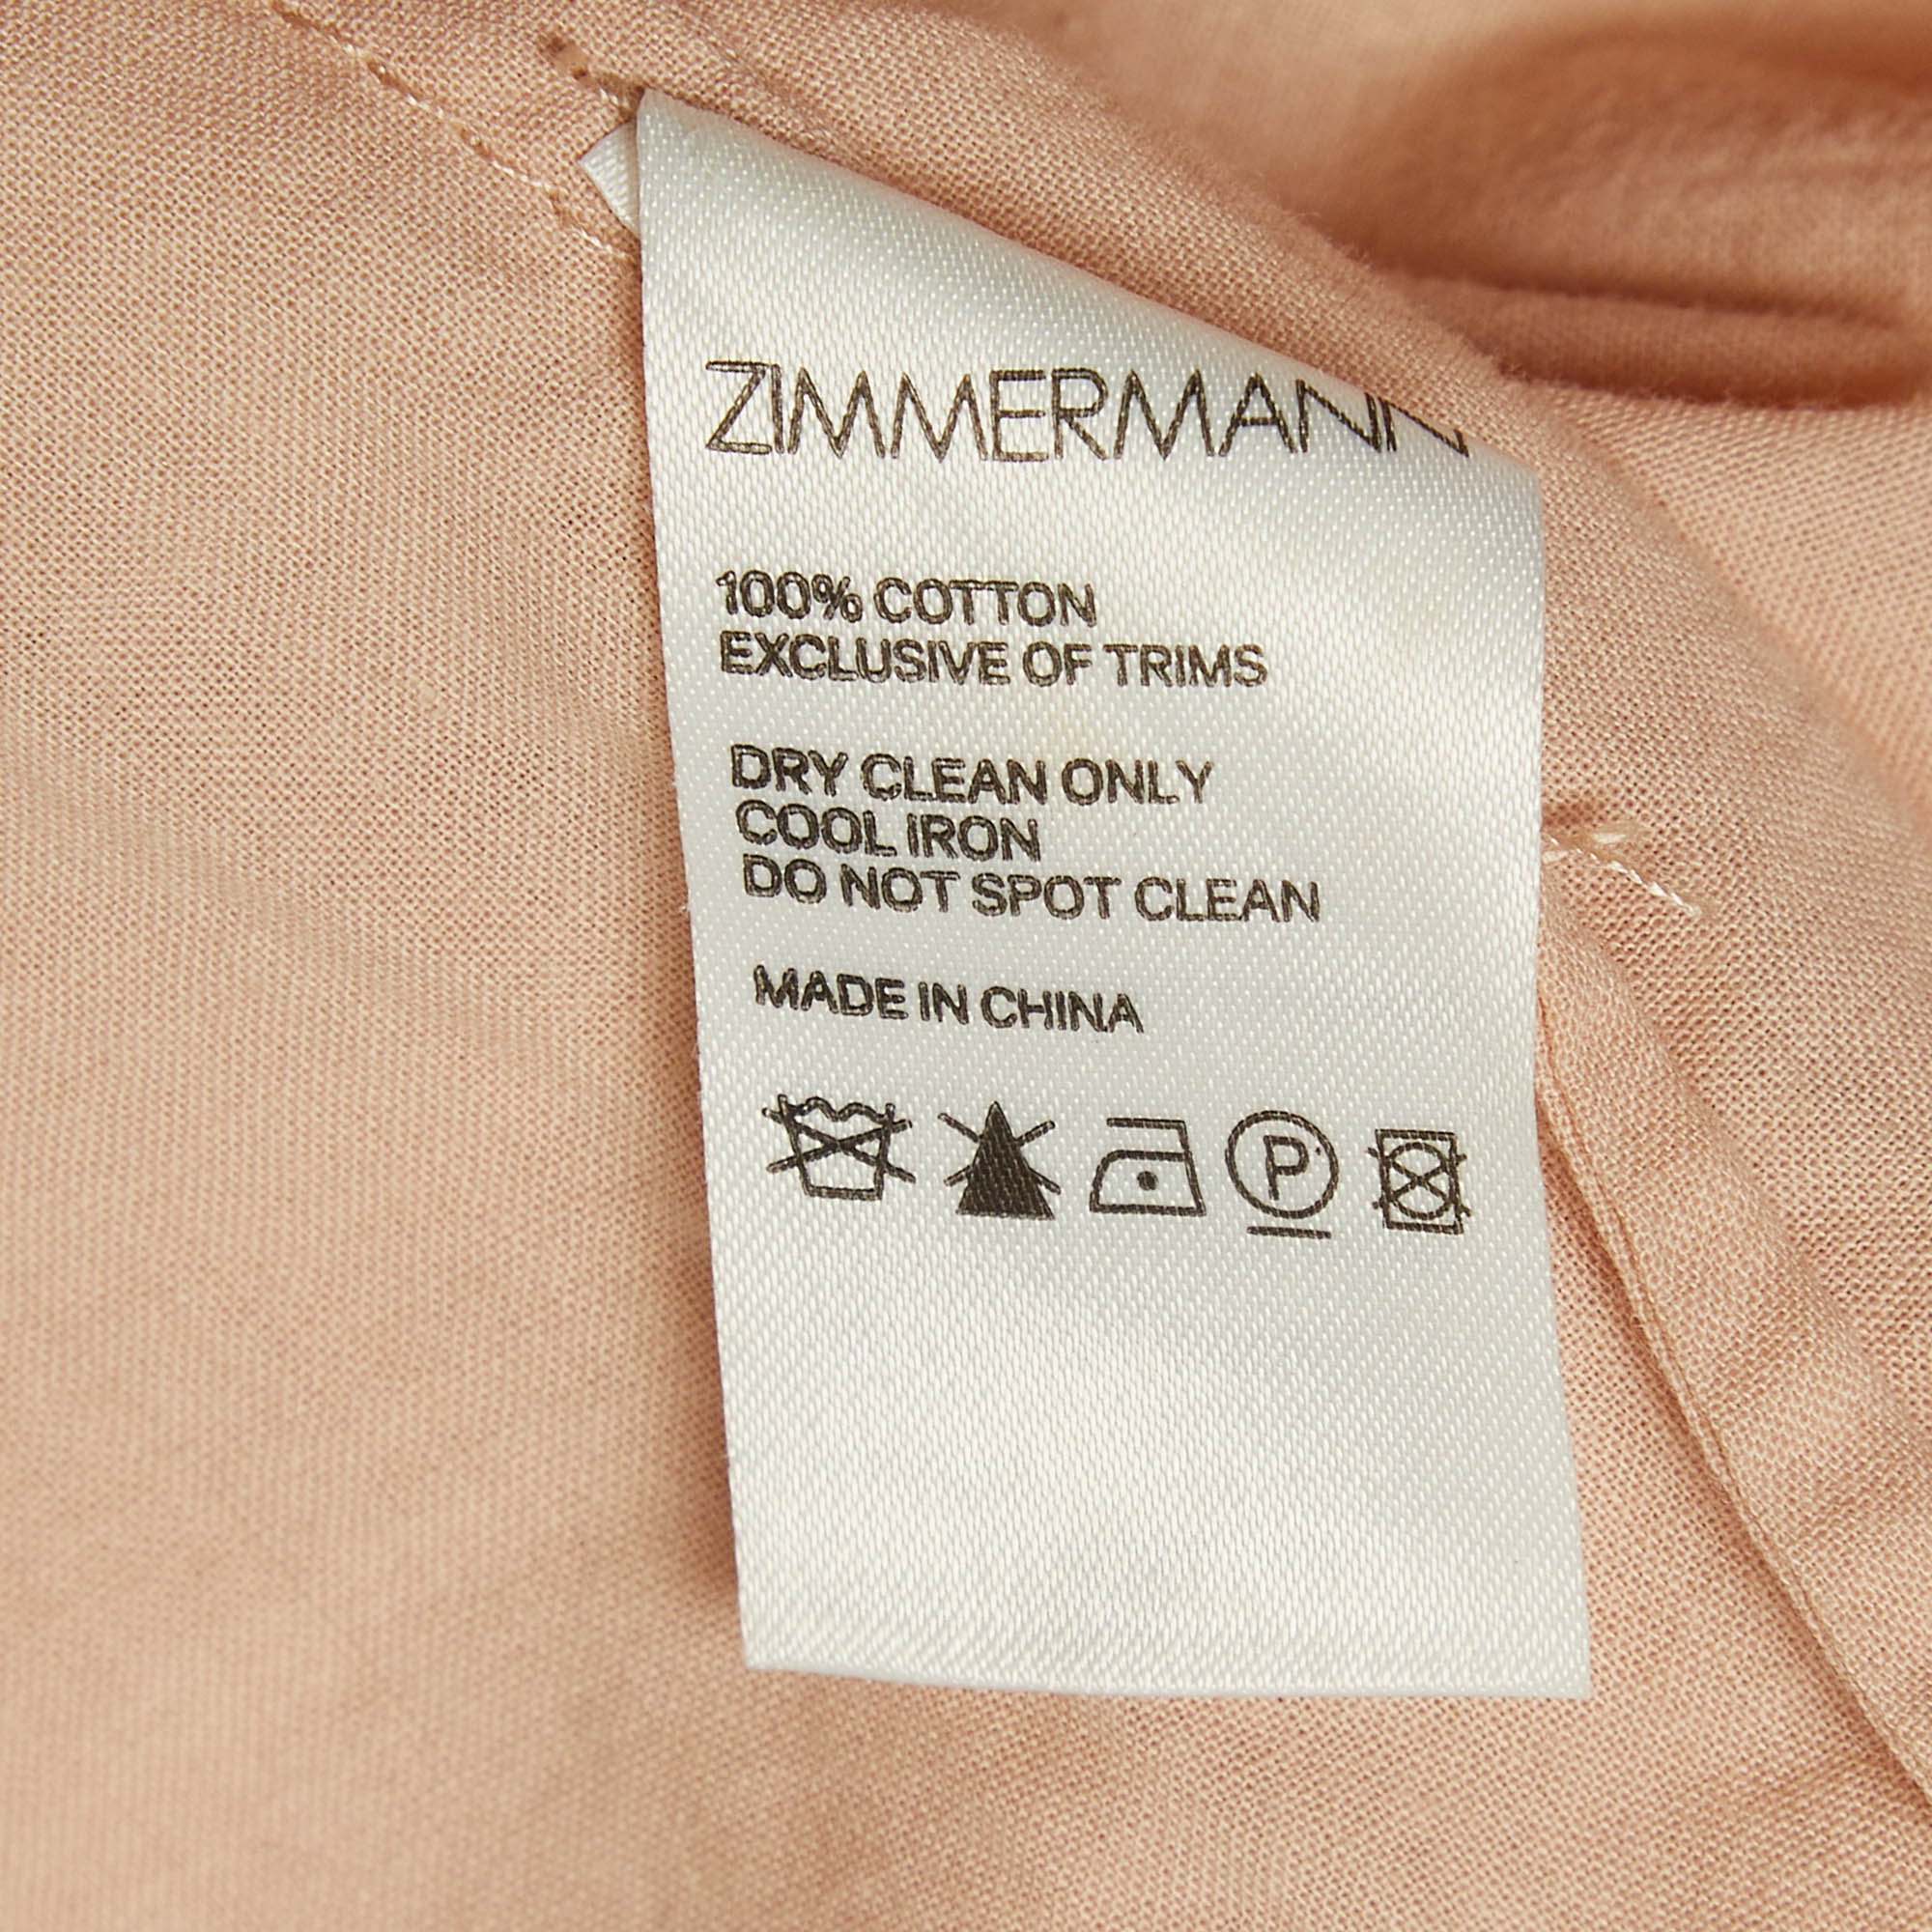 ZIMMERMANN
100% COTTON
EXCLUSIVE OF TRIMS
DRY CLEAN ONLY
COOL IRON
DO NOT SPOT CLEAN
MADE IN CHINA
P